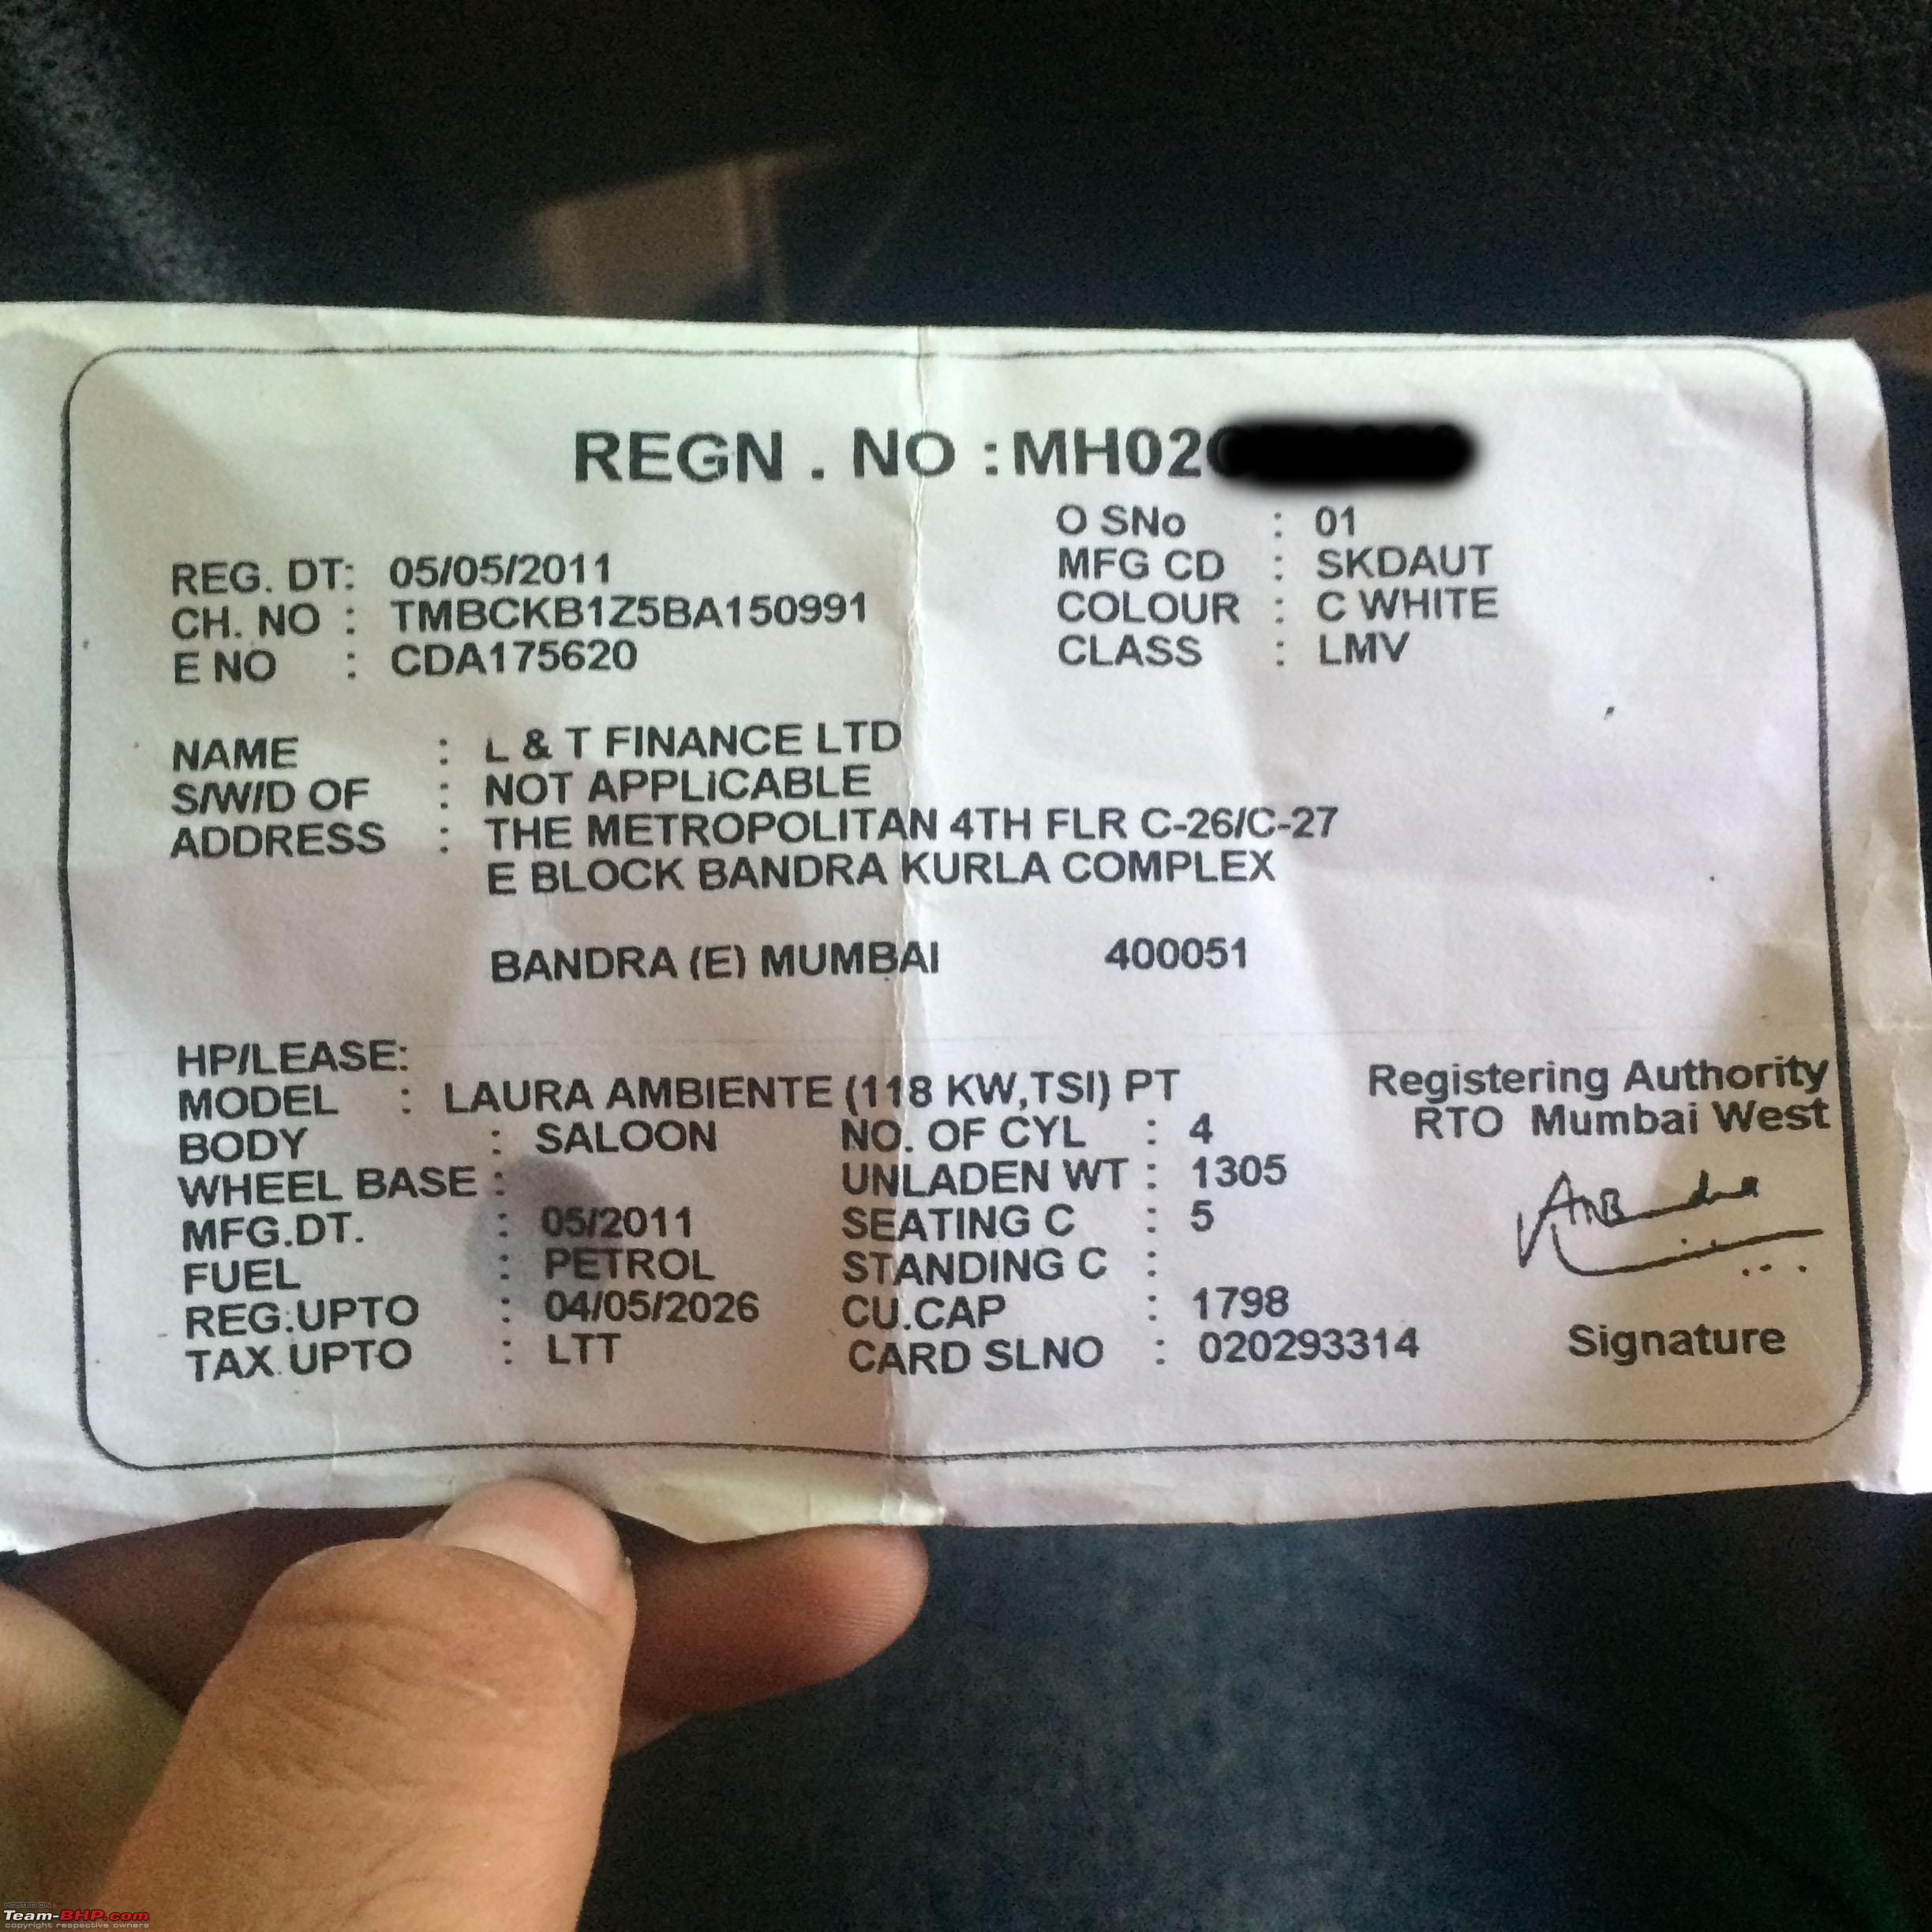 REGN . NO : MH02
O SNo : 01
REG. DT: 05/05/2011 MFG CD : SKDAUT
CH. NO : TMBCKB1Z5BA150991 COLOUR : C WHITE
E NO : CDA175620 CLASS : LMV
NAME : L & T FINANCE LTD
S/W/D OF : NOT APPLICABLE
ADDRESS : THE METROPOLITAN 4TH FLR C-26/C-27
E BLOCK BANDRA KURLA COMPLEX
BANDRA (E) MUMBAI 400051
HP/LEASE:
MODEL : LAURA AMBIENTE (118 KW,TSI) PT
BODY : SALOON NO. OF CYL : 4
WHEEL BASE : UNLADEN WT : 1305
MFG.DT. : 05/2011 SEATING C : 5
FUEL : PETROL STANDING C :
REG.UPTO : 04/05/2026 CU.CAP : 1798
TAX.UPTO : LTT CARD SLNO : 020293314
Registering Authority
RTO Mumbai West
Signature
Team-BHP.com
copyright respective owners